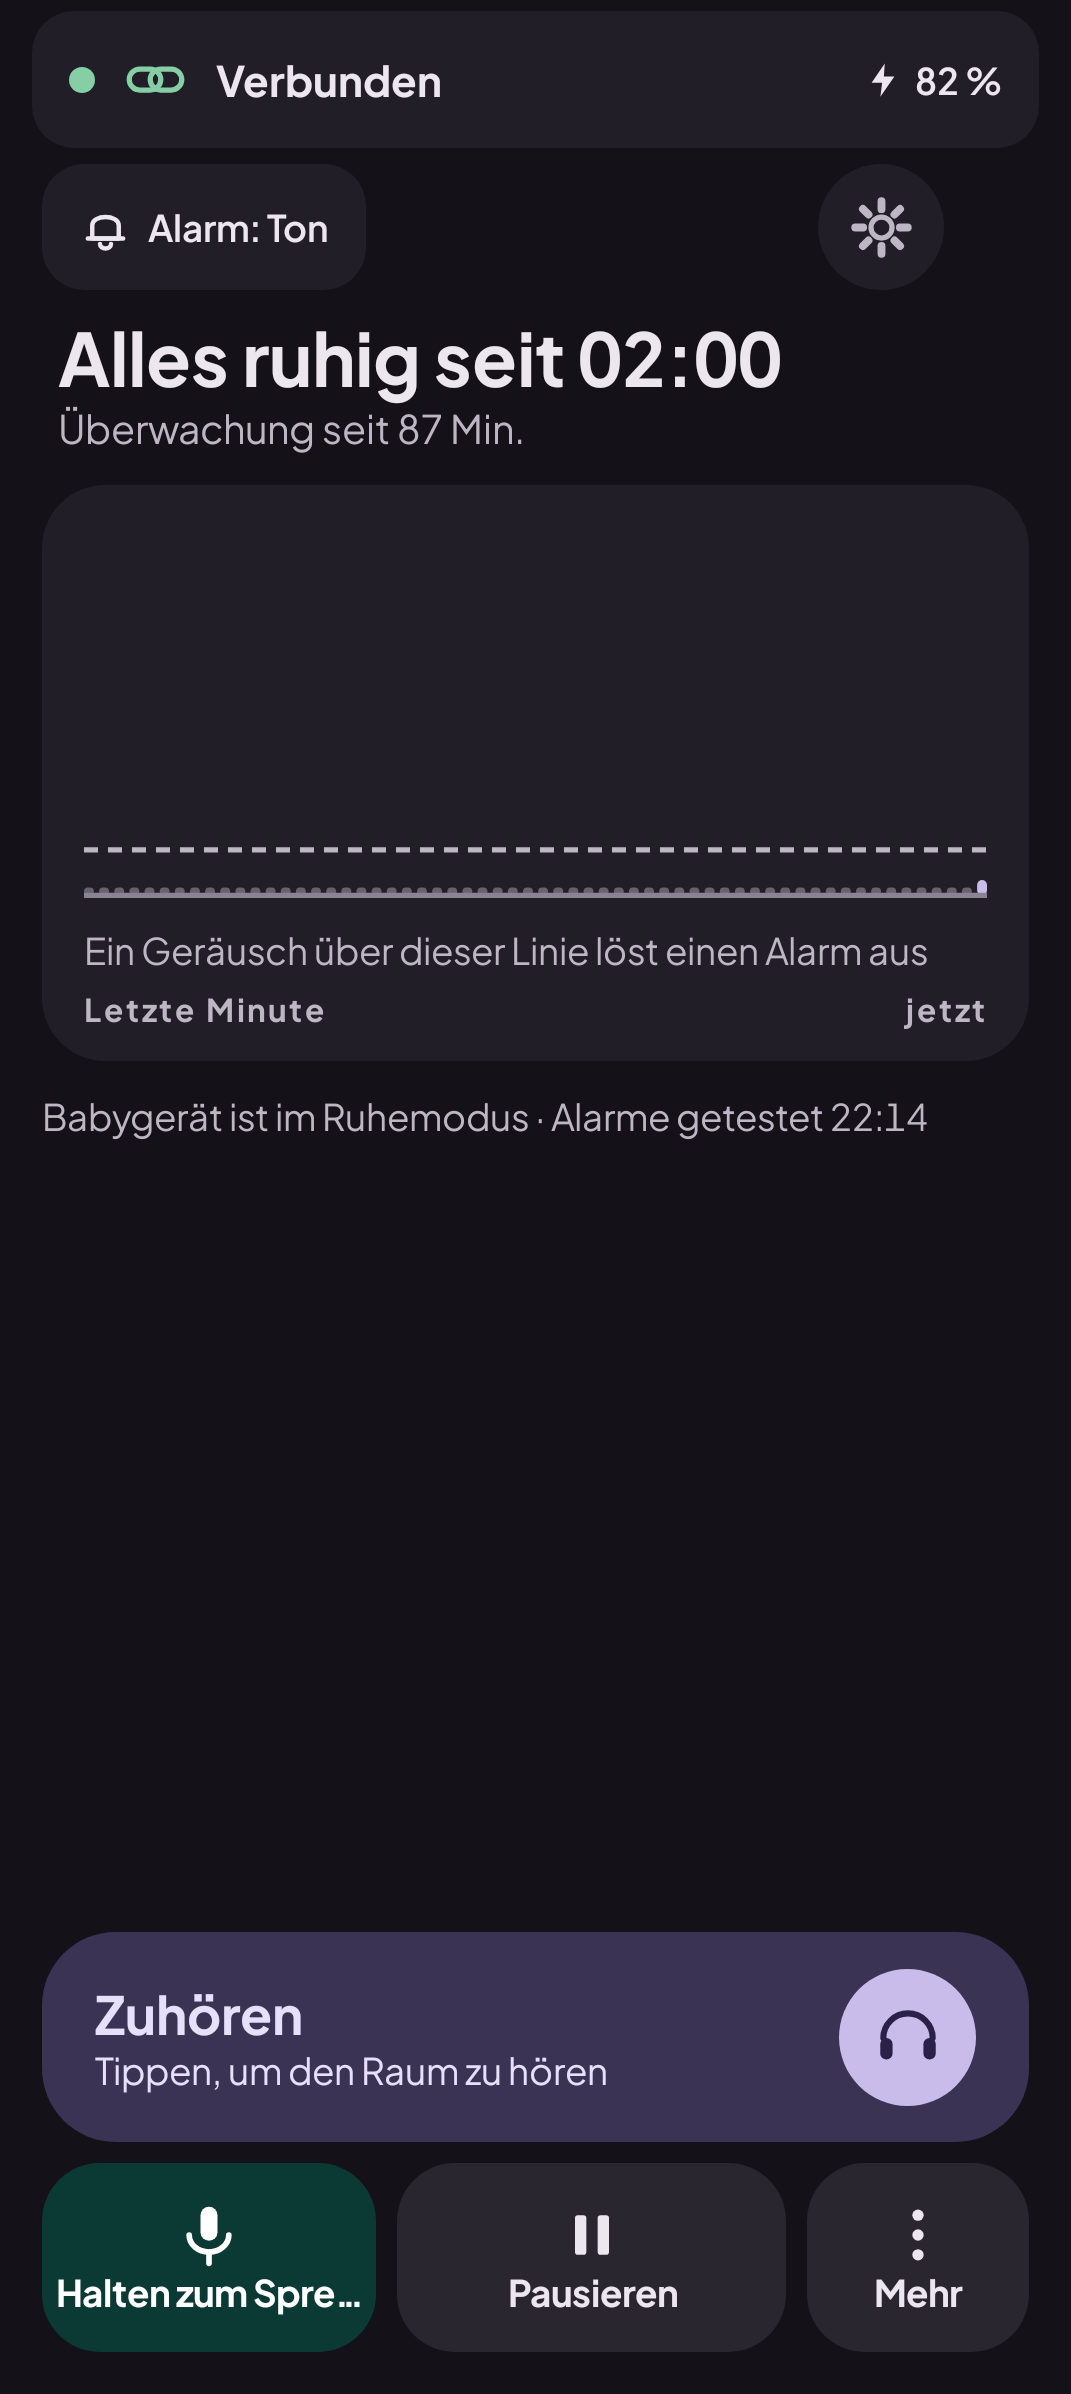 Verbunden
82 %
Alarm: Ton
Alles ruhig seit 02:00
Überwachung seit 87 Min.
Ein Geräusch über dieser Linie löst einen Alarm aus
Letzte Minute
jetzt
Babygerät ist im Ruhemodus · Alarme getestet 22:14
Zuhören
Tippen, um den Raum zu hören
Halten zum Spre...
Pausieren
Mehr